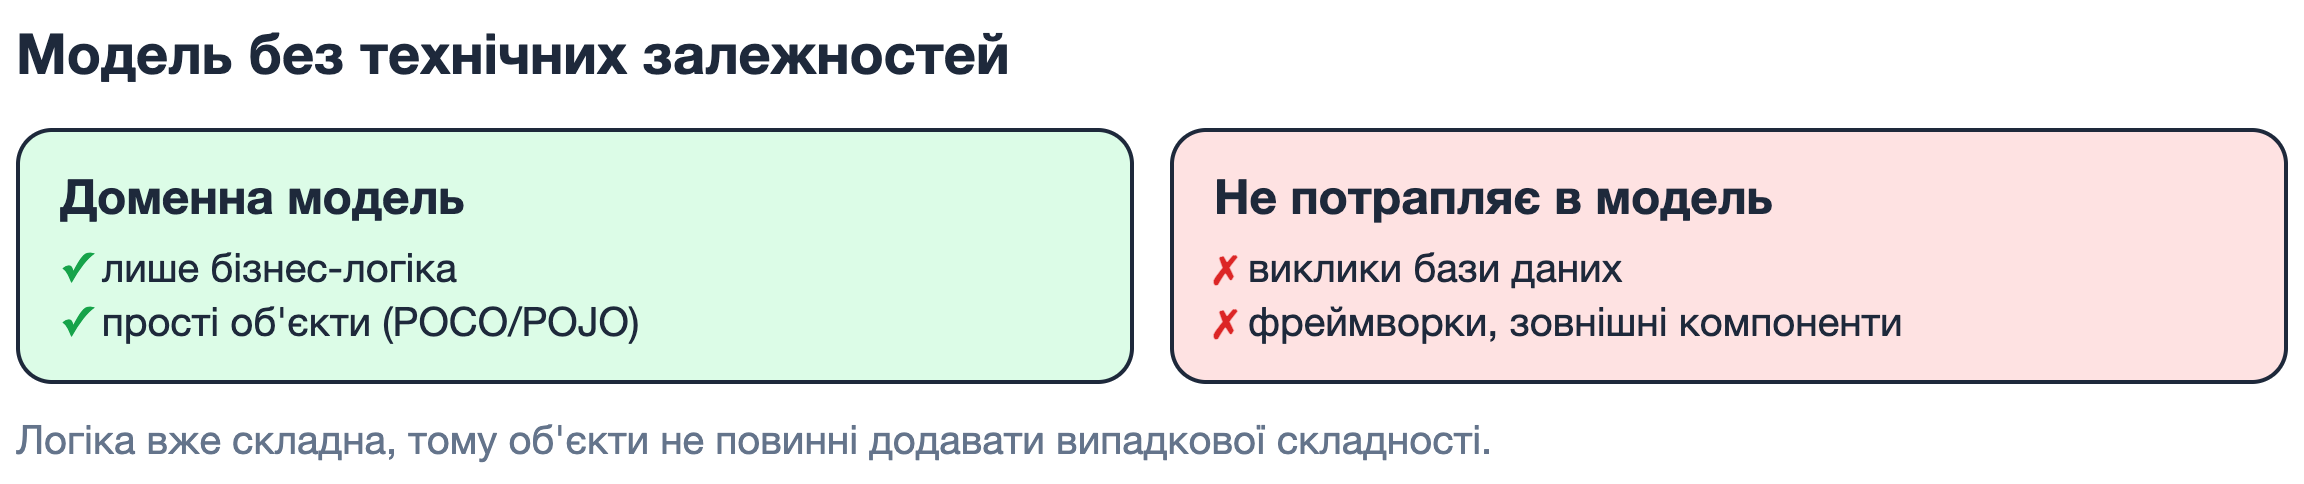 Модель без технічних залежностей
Доменна модель
✓ лише бізнес-логіка
✓ прості об'єкти (POCO/POJO)
Не потрапляє в модель
✗ виклики бази даних
✗ фреймворки, зовнішні компоненти
Логіка вже складна, тому об'єкти не повинні додавати випадкової складності.